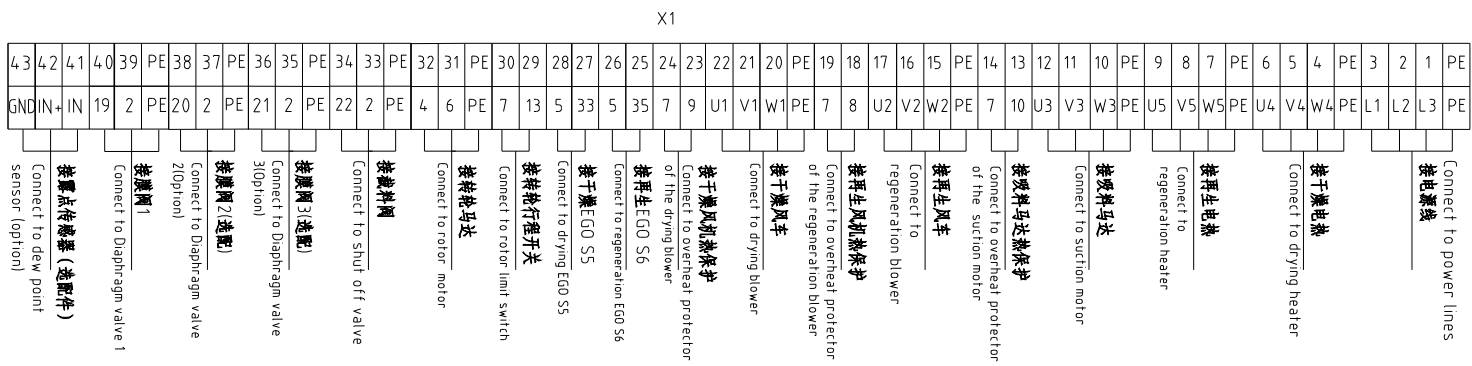 X1
43 42 41 40 39 PE 38 37 PE 36 35 PE 34 33 PE 32 31 PE 30 29 28 27 26 25 24 23 22 21 20 PE 19 18 17 16 15 PE 14 13 12 11 10 PE 9 8 7 PE 6 5 4 PE 3 2 1 PE
GND IN+ IN 19 2 PE 20 2 PE 21 2 PE 22 2 PE 4 6 PE 7 13 5 33 5 35 7 9 U1 V1 W1 PE 7 8 U2 V2 W2 PE 7 10 U3 V3 W3 PE U5 V5 W5 PE U4 V4 W4 PE L1 L2 L3 PE
接露点传感器(选配件)
Connect to dew point
sensor (option)
接膜阀1
Connect to Diaphragm valve 1
接膜阀2(选配)
Connect to Diaphragm valve
2(Option)
接膜阀3(选配)
Connect to Diaphragm valve
3(Option)
接截料阀
Connect to shut off valve
接转轮马达
Connect to rotor motor
接转轮行程开关
Connect to rotor limit switch
接干燥EGO S5
Connect to drying EGO S5
接再生EGO S6
Connect to regeneration EGO S6
接干燥风机热保护
Connect to overheat protector
of the drying blower
接干燥风车
Connect to drying blower
接再生风机热保护
Connect to overheat protector
of the regeneration blower
接再生风车
Connect to
regeneration blower
接吸料马达热保护
Connect to overheat protector
of the suction motor
接吸料马达
Connect to suction motor
接再生电热
Connect to
regeneration heater
接干燥电热
Connect to drying heater
接电源线
Connect to power lines